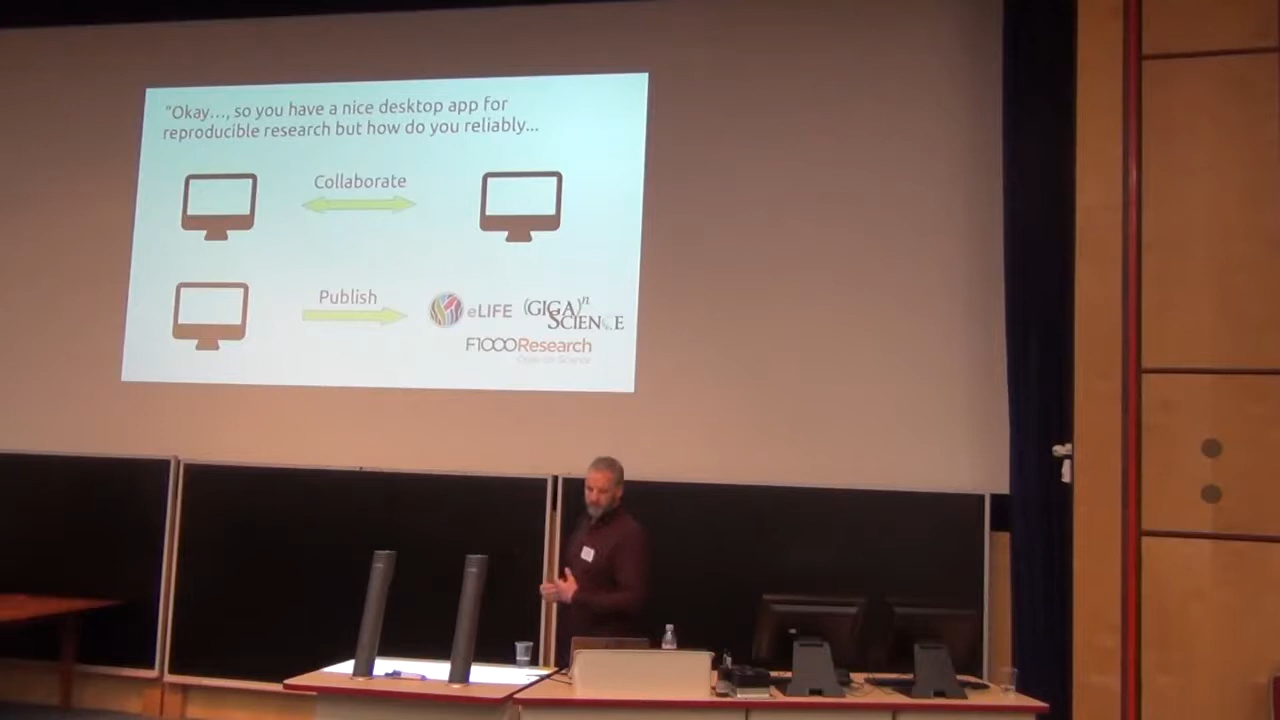 "Okay..., so you have a nice desktop app for
reproducible research but how do you reliably...
Collaborate
Publish
eLIFE
(GIGA)n
SCIENCE
F1000Research